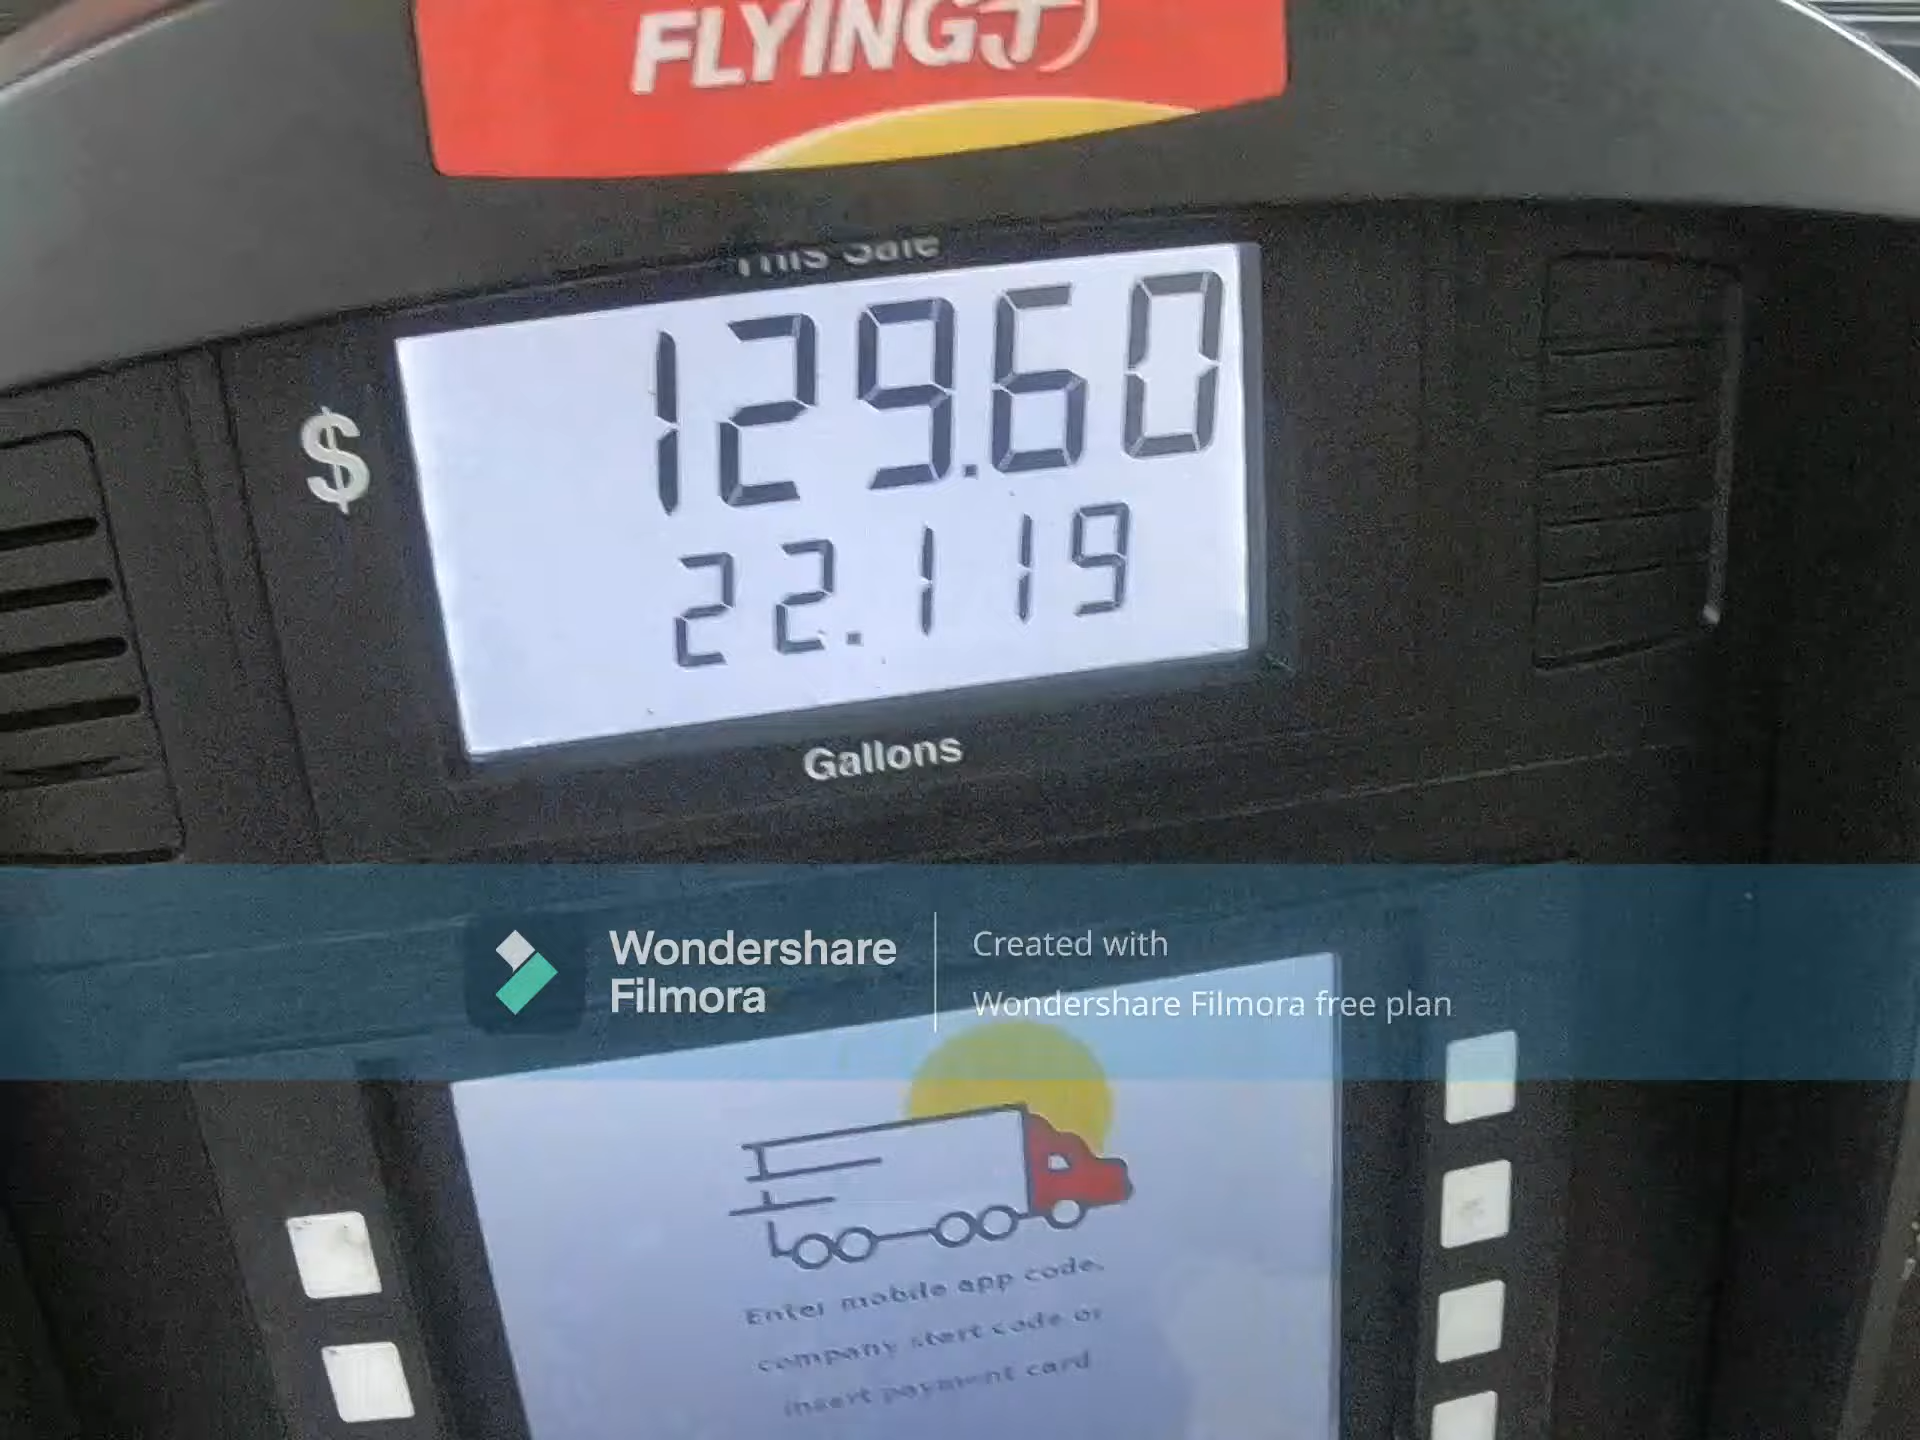 FLYING J
This Sale
$
129.60
22.119
Gallons
Wondershare
Filmora
Created with
Wondershare Filmora free plan
Enter mobile app code,
company start code or
insert payment card